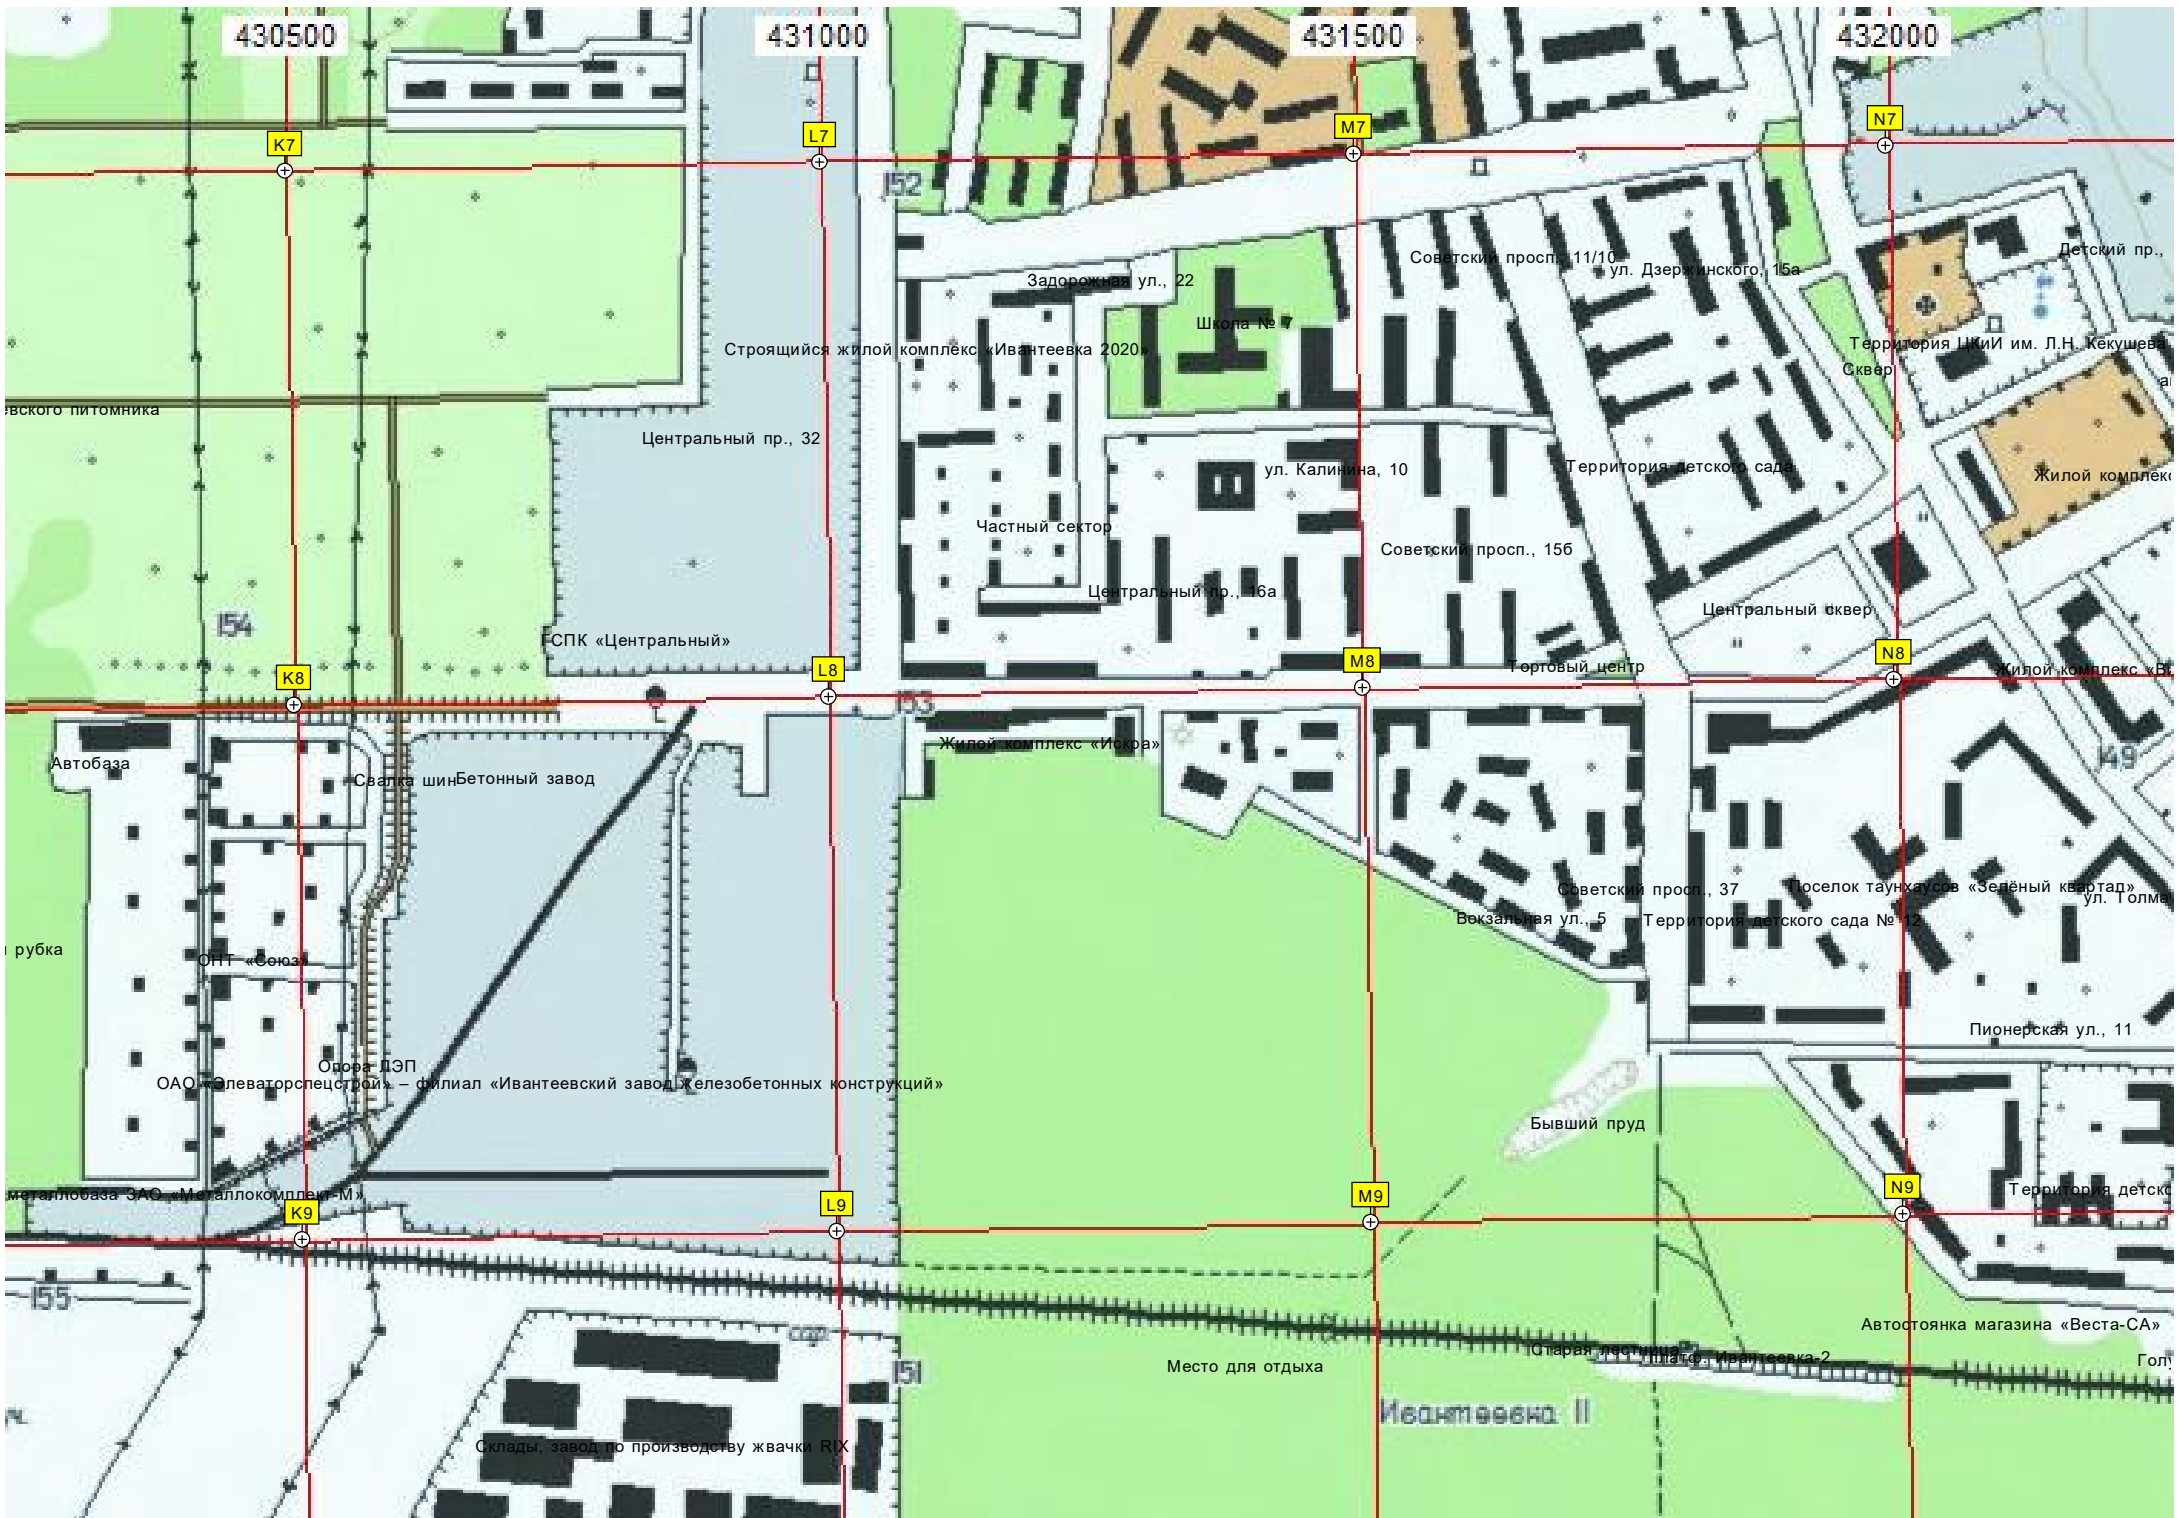 430500
431000
431500
432000
K7
L7
M7
N7
152
Советский просп., 11/10
Детский пр.,
ул. Дзержинского, 15а
Задорожная ул., 22
Школа № 7
Территория ЦКиИ им. Л.Н. Кекушева
Строящийся жилой комплекс «Ивантеевка 2020»
Сквер
евского питомника
Центральный пр., 32
ул. Калинина, 10
Территория детского сада
Жилой комплекс
Частный сектор
Советский просп., 15б
Центральный пр., 16а
Центральный сквер
154
ГСПК «Центральный»
K8
L8
M8
N8
Торговый центр
Жилой комплекс «В
153
Жилой комплекс «Искра»
149
Автобаза
Свалка шин
Бетонный завод
Советский просп., 37
Поселок таунхаусов «Зелёный квартал»
ул. Толма
Вокзальная ул., 5
Территория детского сада № 12
рубка
ОНТ «Союз»
Пионерская ул., 11
Опора ЛЭП
ОАО «Элеваторспецстрой» – филиал «Ивантеевский завод железобетонных конструкций»
Бывший пруд
металлобаза ЗАО «Металлокомплект-М»
K9
L9
M9
N9
Территория детско
155
сар.
Автостоянка магазина «Веста-СА»
Старая лестница
Платф. Ивантеевка-2
Место для отдыха
Гол
151
Ивантеевка II
Склады, завод по производству жвачки RIX